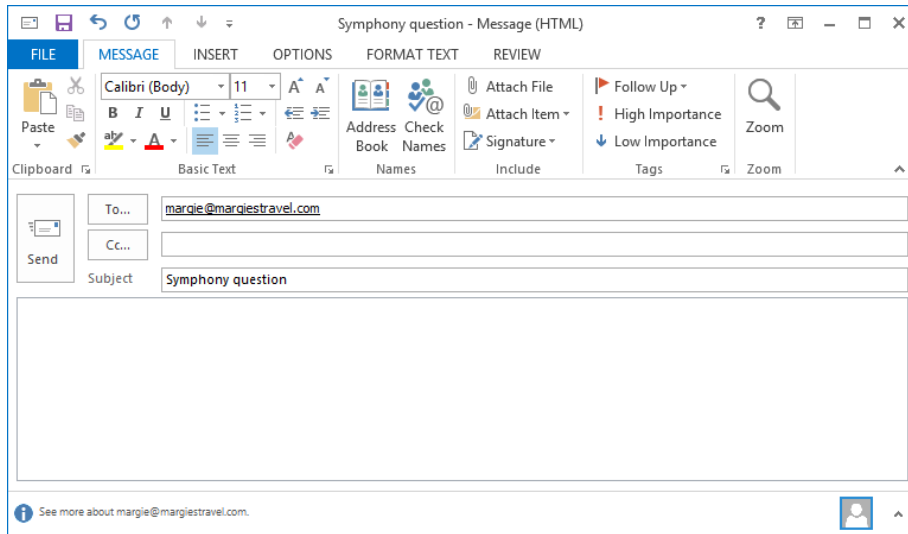 Symphony question - Message (HTML) ?
FILE MESSAGE INSERT OPTIONS FORMAT TEXT REVIEW
Paste
Clipboard
Calibri (Body) 11 A A
B I U
aby A
Basic Text
Address Book
Check Names
Names
Attach File
Attach Item
Signature
Include
Follow Up
High Importance
Low Importance
Tags
Zoom
Zoom
Send
To... margie@margiestravel.com
Cc...
Subject Symphony question
See more about margie@margiestravel.com.